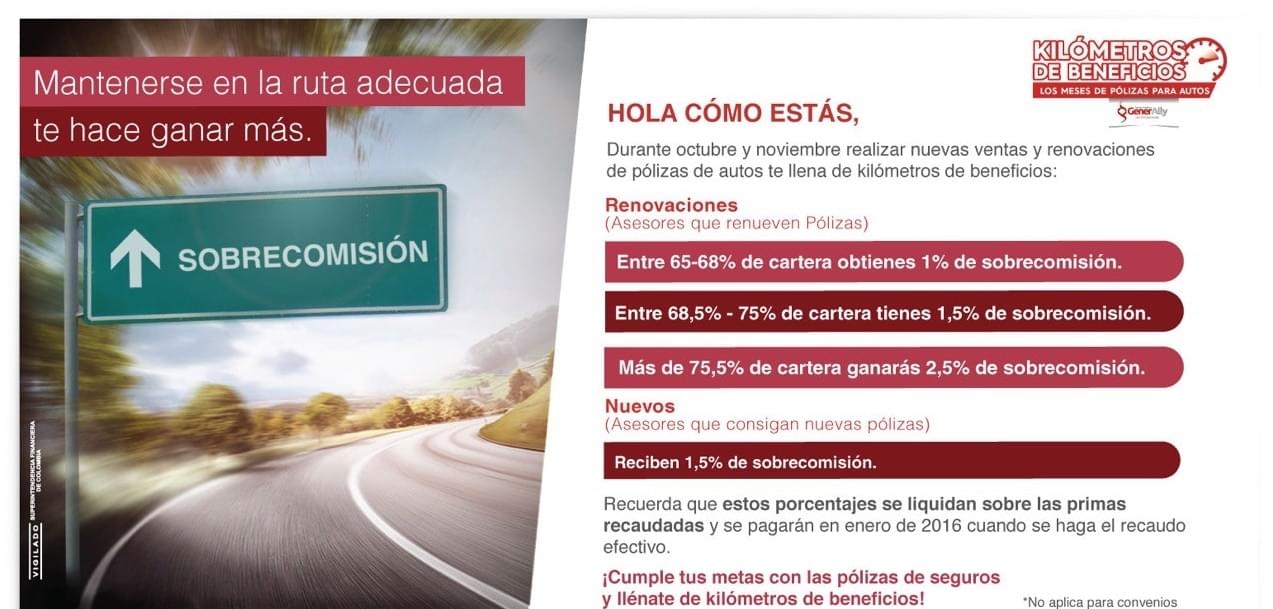 Mantenerse en la ruta adecuada
te hace ganar más.
SOBRECOMISIÓN
VIGILADO
SUPERINTENDENCIA FINANCIERA
DE COLOMBIA
KILÓMETROS
DE BENEFICIOS
LOS MESES DE PÓLIZAS PARA AUTOS
GenerAlly
HOLA CÓMO ESTÁS,
Durante octubre y noviembre realizar nuevas ventas y renovaciones
de pólizas de autos te llena de kilómetros de beneficios:
Renovaciones
(Asesores que renueven Pólizas)
Entre 65-68% de cartera obtienes 1% de sobrecomisión.
Entre 68,5% - 75% de cartera tienes 1,5% de sobrecomisión.
Más de 75,5% de cartera ganarás 2,5% de sobrecomisión.
Nuevos
(Asesores que consigan nuevas pólizas)
Reciben 1,5% de sobrecomisión.
Recuerda que estos porcentajes se liquidan sobre las primas
recaudadas y se pagarán en enero de 2016 cuando se haga el recaudo
efectivo.
¡Cumple tus metas con las pólizas de seguros
y llénate de kilómetros de beneficios!
*No aplica para convenios